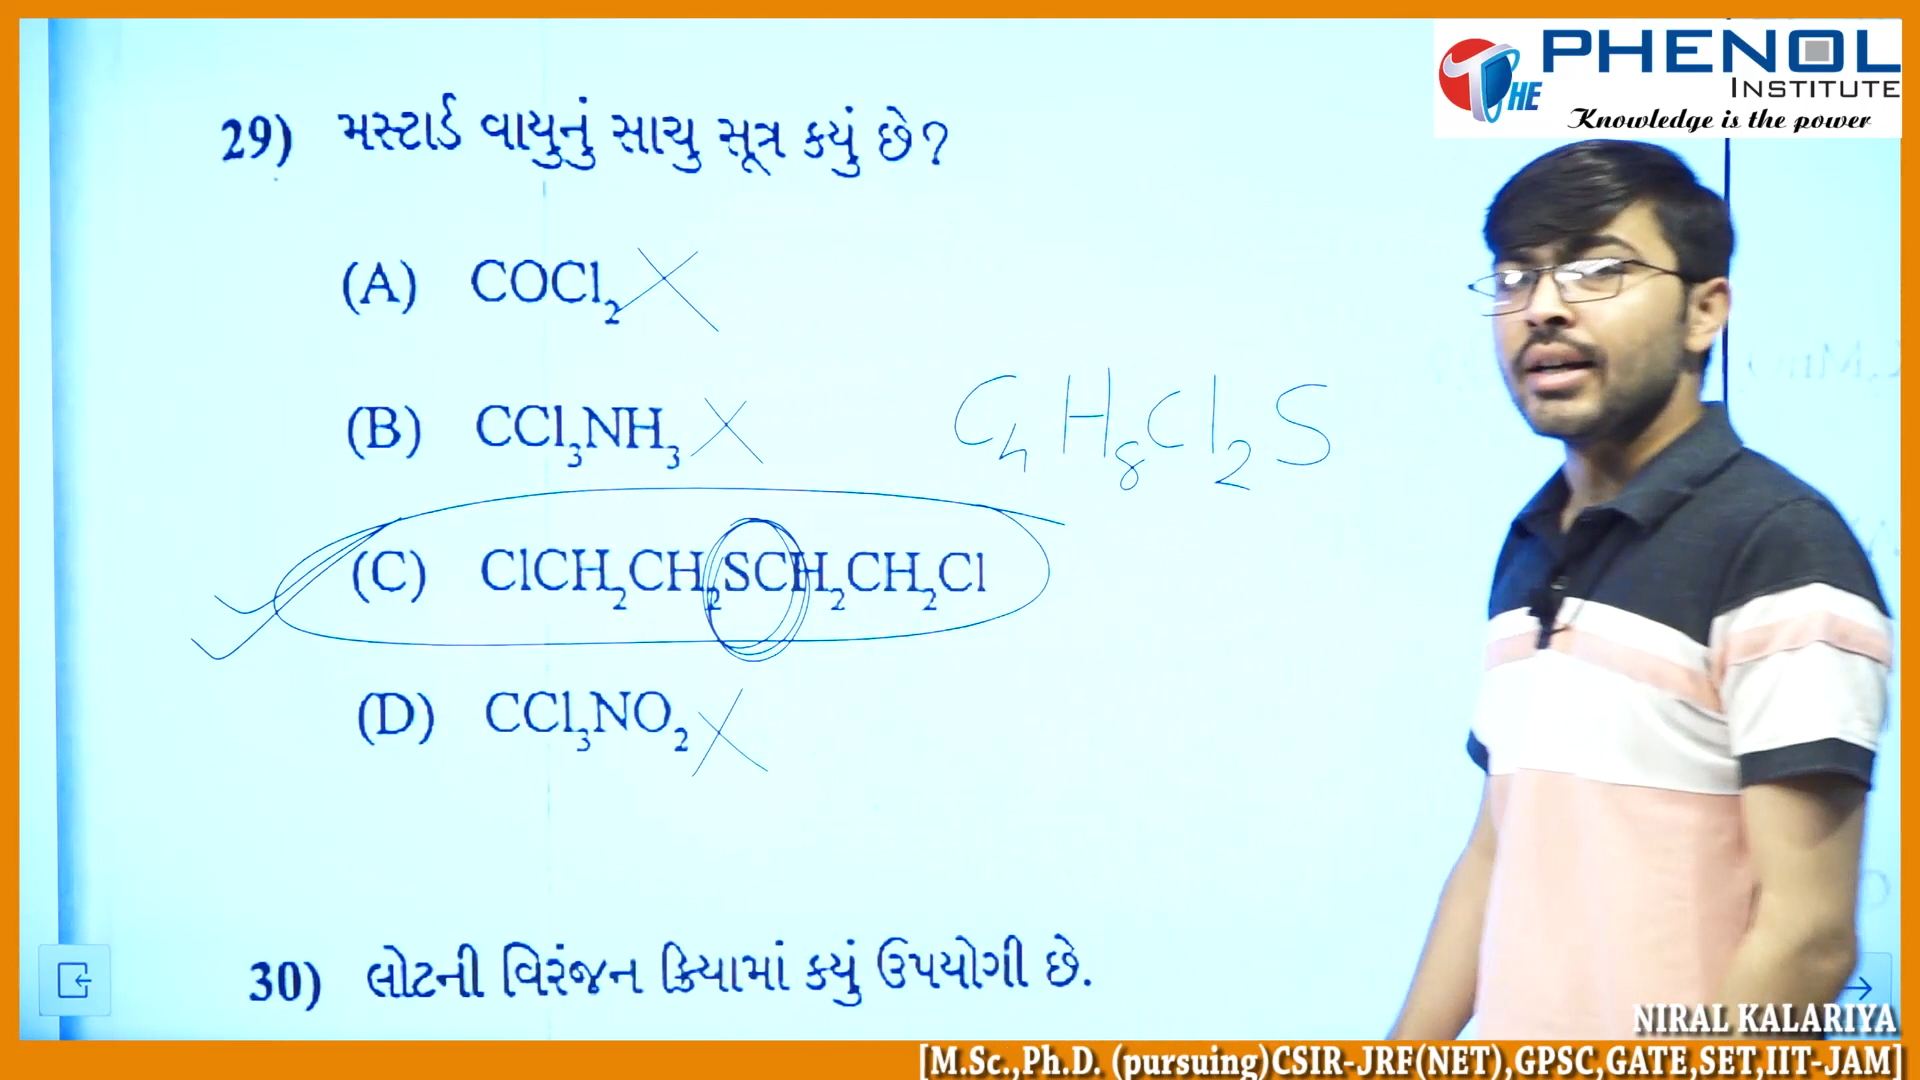 THE PHENOL
INSTITUTE
Knowledge is the power
29) મસ્ટાર્ડ વાયુનું સાચુ સૂત્ર કયું છે?
(A) COCl₂
(B) CCl₃NH₃
C₄H₈Cl₂S
(C) ClCH₂CH₂SCH₂CH₂Cl
(D) CCl₃NO₂
30) લોટની વિરંજન ક્રિયામાં કયું ઉપયોગી છે.
NIRAL KALARIYA
[M.Sc.,Ph.D. (pursuing)CSIR-JRF(NET),GPSC,GATE,SET,IIT-JAM]